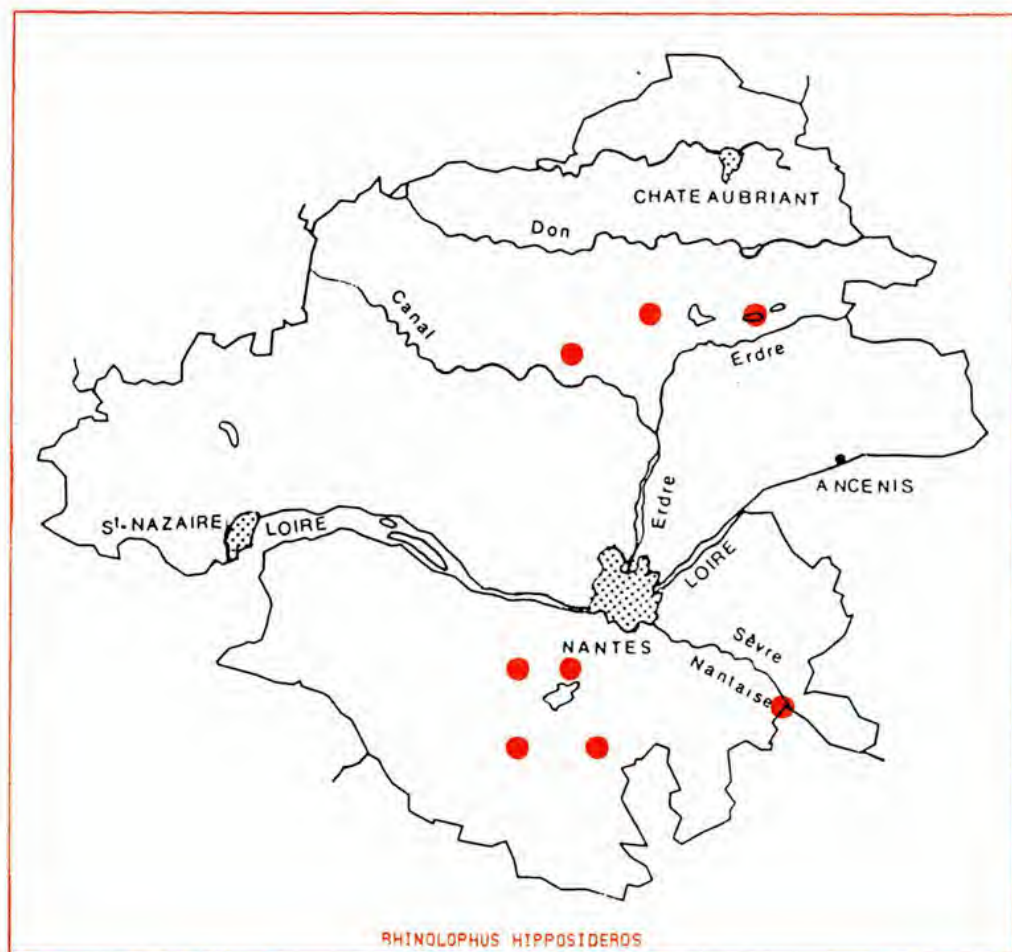 CHATEAUBRIANT
Don
Canal
Erdre
ANCENIS
Erdre
St-NAZAIRE
LOIRE
LOIRE
NANTES
Sèvre
Nantaise
RHINOLOPHUS HIPPOSIDEROS